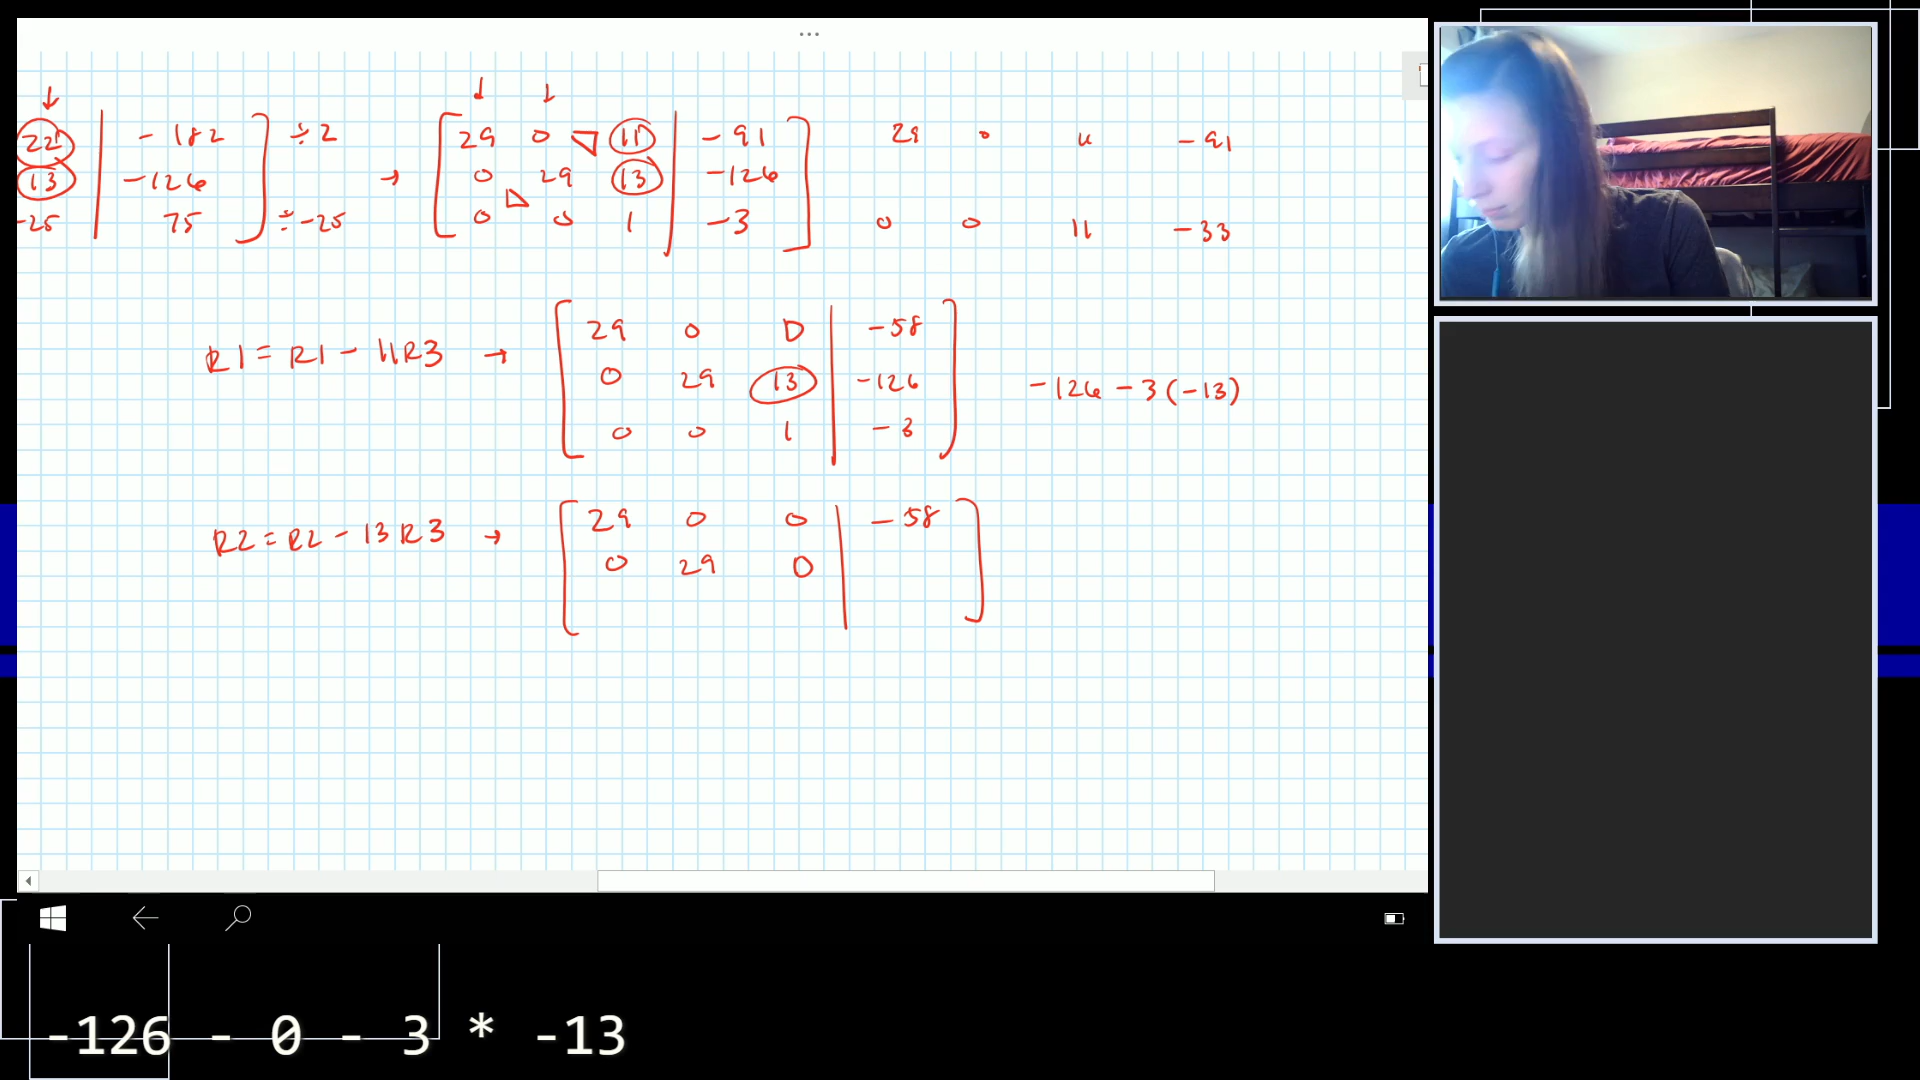 22 | -182 ] ÷2 [ 29 0 11 | -91 ] 29 0 11 -91
13 | -126 → 0 29 13 | -126
-25 | 75 ÷-25 0 0 1 | -3 0 0 11 -33
[ 29 0 0 | -58 ]
R1 = R1 - 11R3 →
0 29 13 | -126 -126 - 3(-13)
0 0 1 | -3
[ 29 0 0 | -58 ]
R2 = R2 - 13R3 →
0 29 0
-126 - 0 - 3 * -13